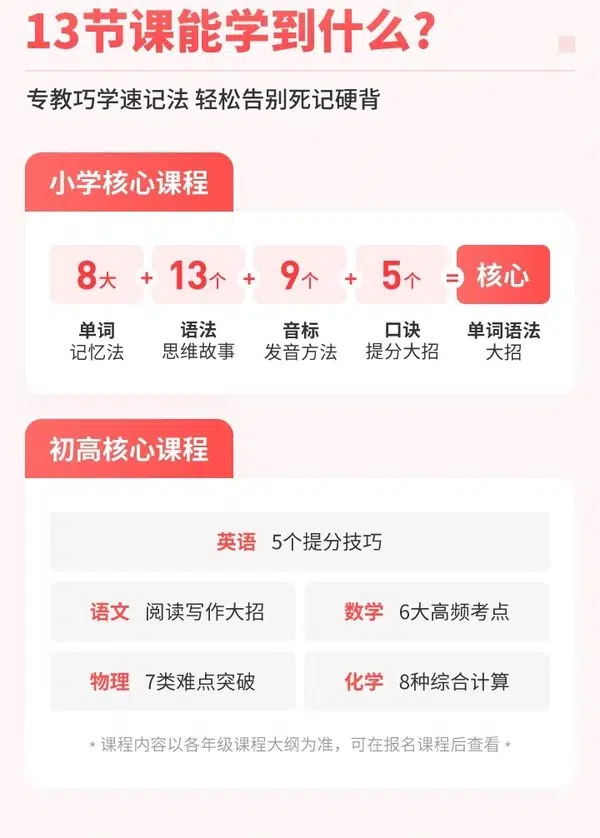 13节课能学到什么?
专教巧学速记法 轻松告别死记硬背
小学核心课程
8大 + 13个 + 9个 + 5个 = 核心
单词 语法 音标 口诀 单词语法
记忆法 思维故事 发音方法 提分大招 大招
初高核心课程
英语 5个提分技巧
语文 阅读写作大招 数学 6大高频考点
物理 7类难点突破 化学 8种综合计算
* 课程内容以各年级课程大纲为准，可在报名课程后查看 *